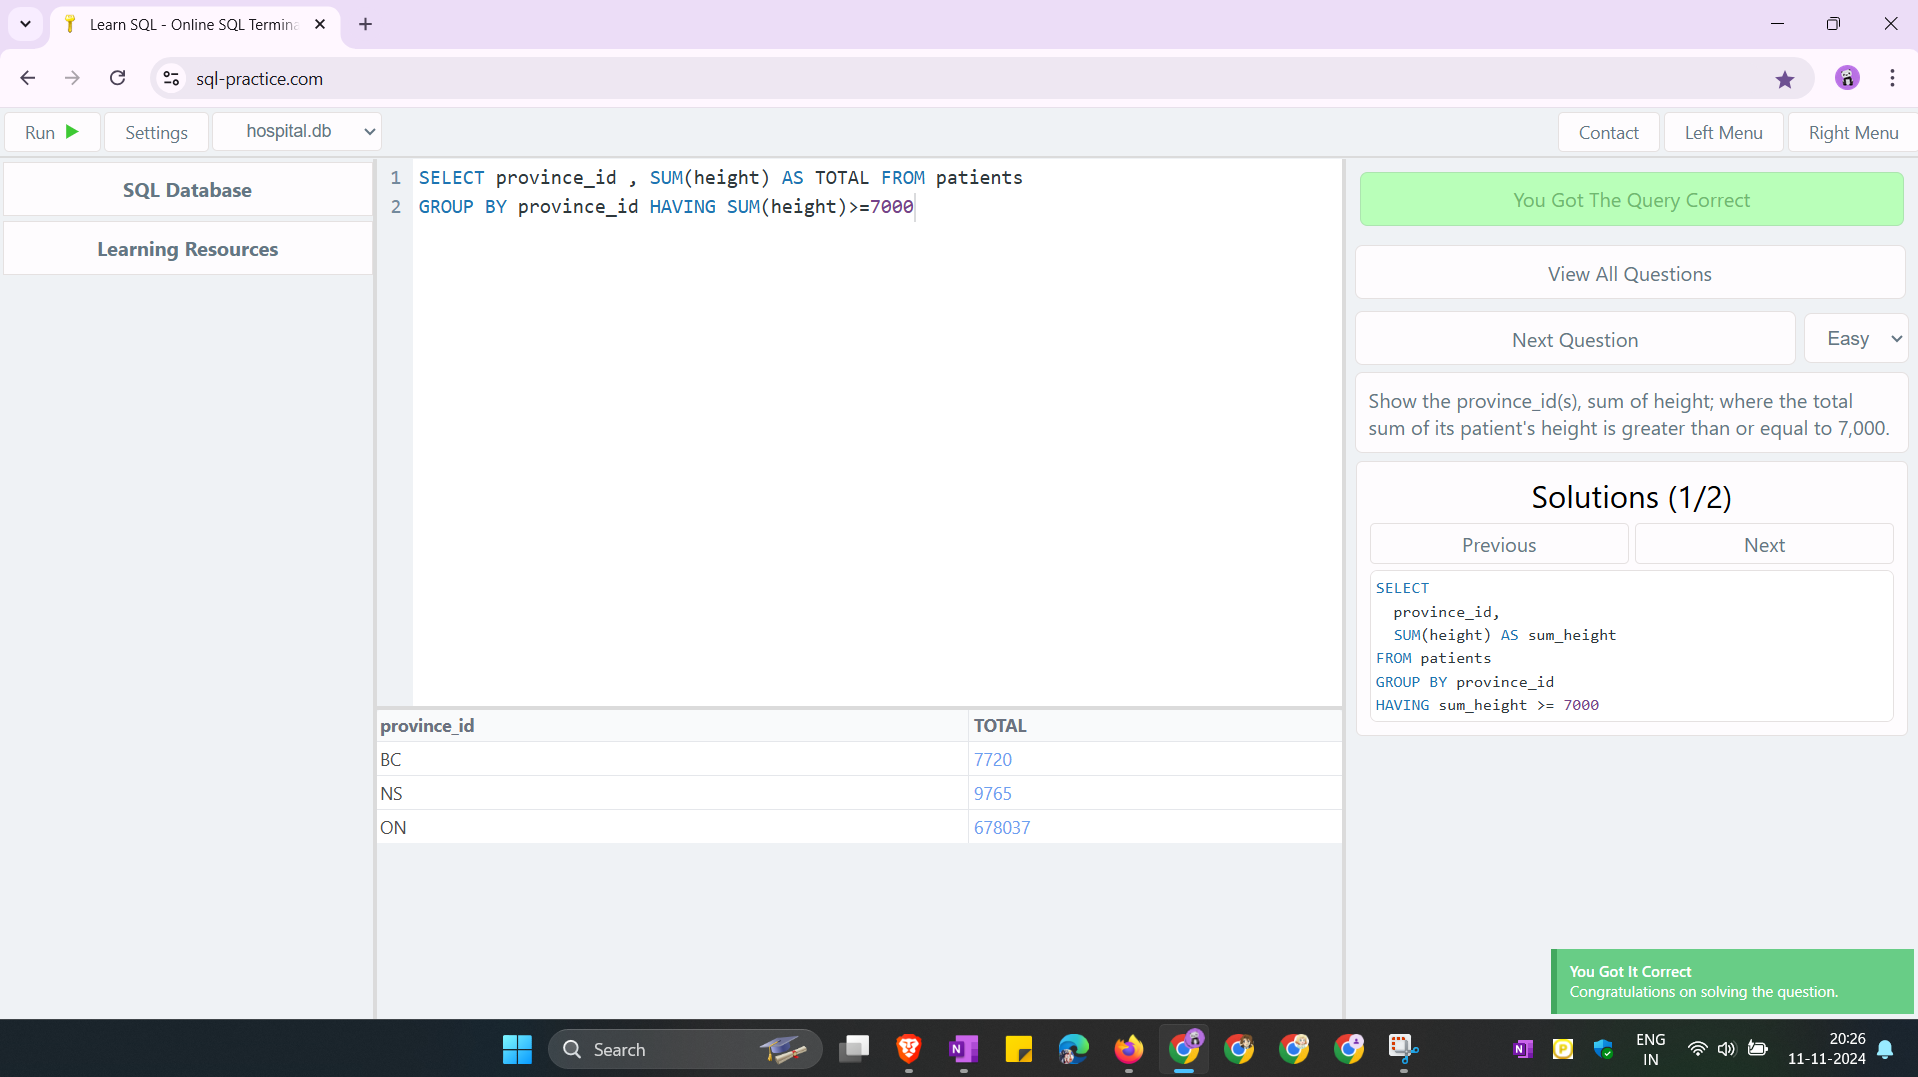 Learn SQL - Online SQL Termina
sql-practice.com
Run
Settings
hospital.db
Contact
Left Menu
Right Menu
SQL Database
Learning Resources
1 SELECT province_id , SUM(height) AS TOTAL FROM patients
2 GROUP BY province_id HAVING SUM(height)>=7000
province_id TOTAL
BC 7720
NS 9765
ON 678037
You Got The Query Correct
View All Questions
Next Question
Easy
Show the province_id(s), sum of height; where the total
sum of its patient's height is greater than or equal to 7,000.
Solutions (1/2)
Previous
Next
SELECT
province_id,
SUM(height) AS sum_height
FROM patients
GROUP BY province_id
HAVING sum_height >= 7000
You Got It Correct
Congratulations on solving the question.
Search
N
N
P
ENG
IN
20:26
11-11-2024